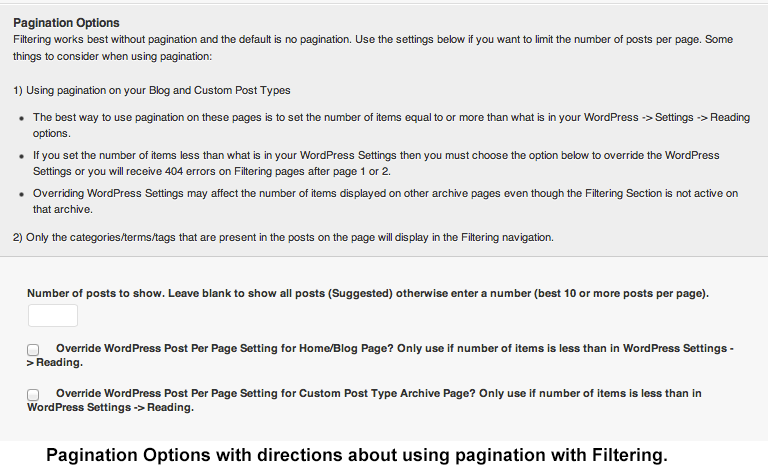 Pagination Options
Filtering works best without pagination and the default is no pagination. Use the settings below if you want to limit the number of posts per page. Some
things to consider when using pagination:
1) Using pagination on your Blog and Custom Post Types
• The best way to use pagination on these pages is to set the number of items equal to or more than what is in your WordPress -> Settings -> Reading
options.
• If you set the number of items less than what is in your WordPress Settings then you must choose the option below to override the WordPress
Settings or you will receive 404 errors on Filtering pages after page 1 or 2.
• Overriding WordPress Settings may affect the number of items displayed on other archive pages even though the Filtering Section is not active on
that archive.
2) Only the categories/terms/tags that are present in the posts on the page will display in the Filtering navigation.
Number of posts to show. Leave blank to show all posts (Suggested) otherwise enter a number (best 10 or more posts per page).
Override WordPress Post Per Page Setting for Home/Blog Page? Only use if number of items is less than in WordPress Settings -
> Reading.
Override WordPress Post Per Page Setting for Custom Post Type Archive Page? Only use if number of items is less than in
WordPress Settings -> Reading.
Pagination Options with directions about using pagination with Filtering.